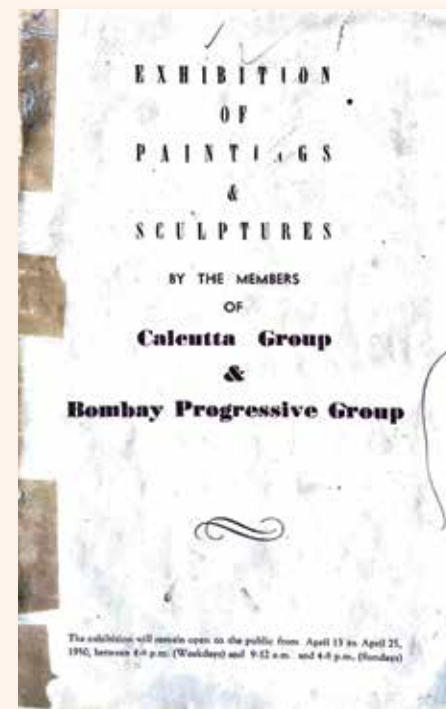 EXHIBITION
OF
PAINTINGS
&
SCULPTURES
BY THE MEMBERS
OF
Calcutta Group
&
Bombay Progressive Group
The exhibition will remain open to the public from April 15 to April 25,
1950, between 4-8 p.m. (Weekdays) and 9-12 a.m. and 4-8 p.m. (Sundays)